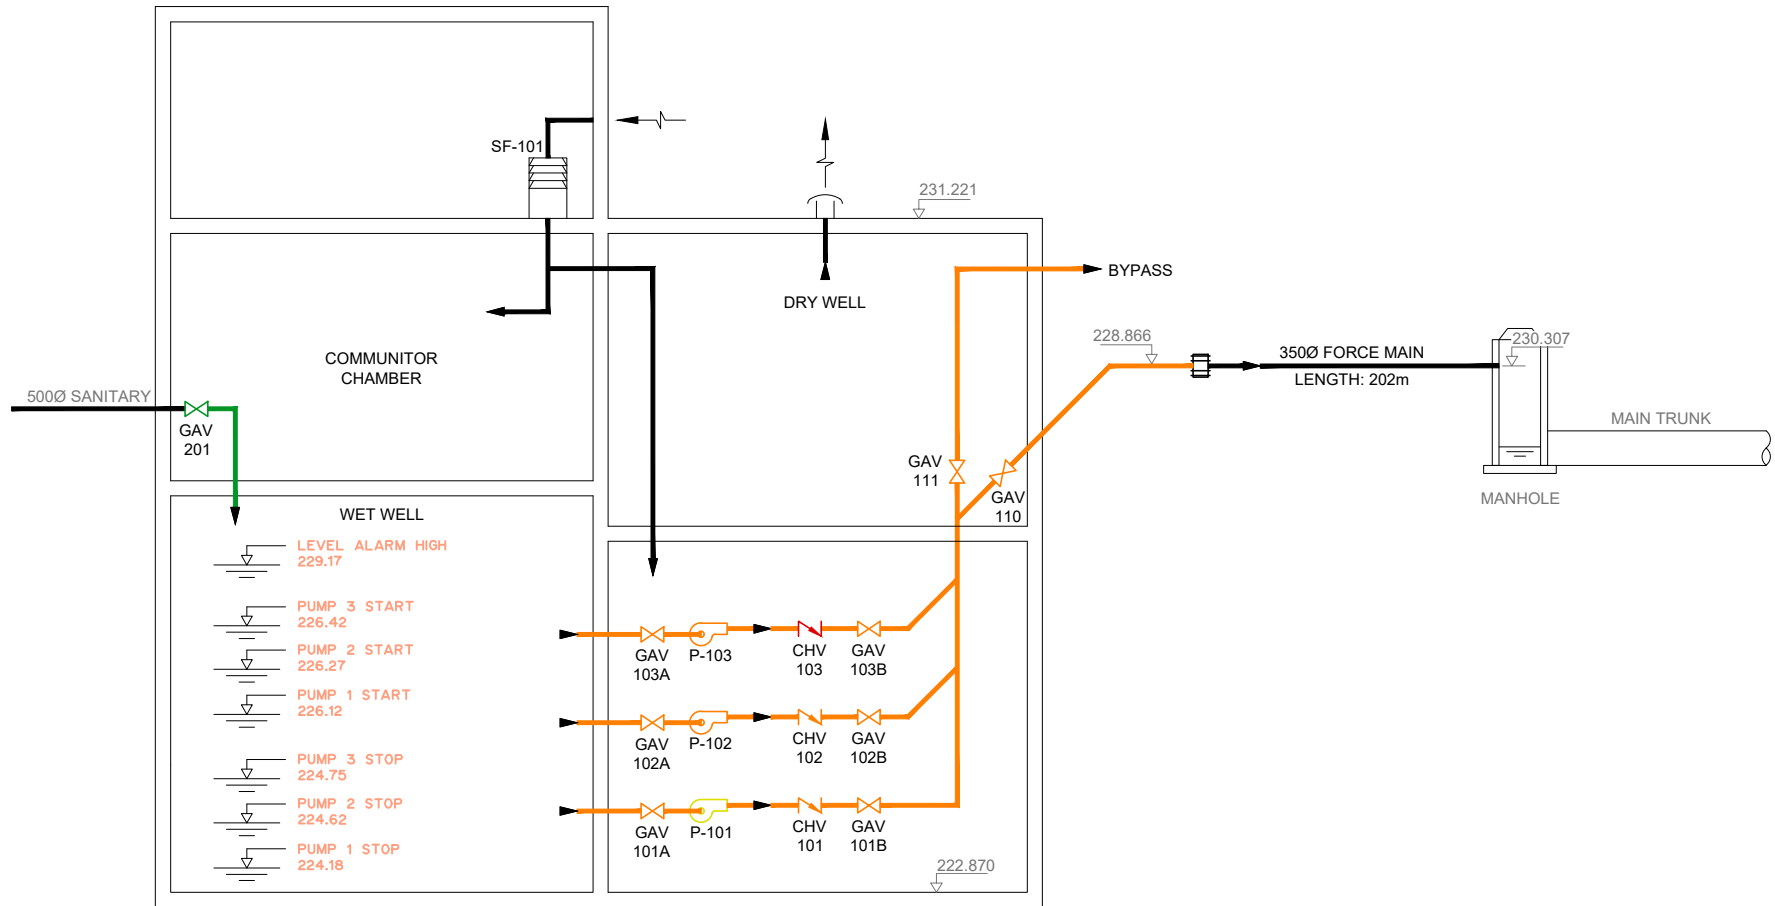 SF-101
231.221
BYPASS
DRY WELL
228.866
350Ø FORCE MAIN
LENGTH: 202m
230.307
COMMUNITOR
CHAMBER
500Ø SANITARY
GAV
201
MAIN TRUNK
MANHOLE
GAV
111
GAV
110
WET WELL
LEVEL ALARM HIGH
229.17
PUMP 3 START
226.42
PUMP 2 START
226.27
PUMP 1 START
226.12
PUMP 3 STOP
224.75
PUMP 2 STOP
224.62
PUMP 1 STOP
224.18
GAV
103A
P-103
CHV
103
GAV
103B
GAV
102A
P-102
CHV
102
GAV
102B
GAV
101A
P-101
CHV
101
GAV
101B
222.870